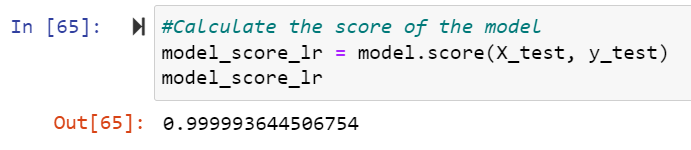 In [65]:
#Calculate the score of the model
model_score_lr = model.score(X_test, y_test)
model_score_lr
Out[65]: 0.999993644506754